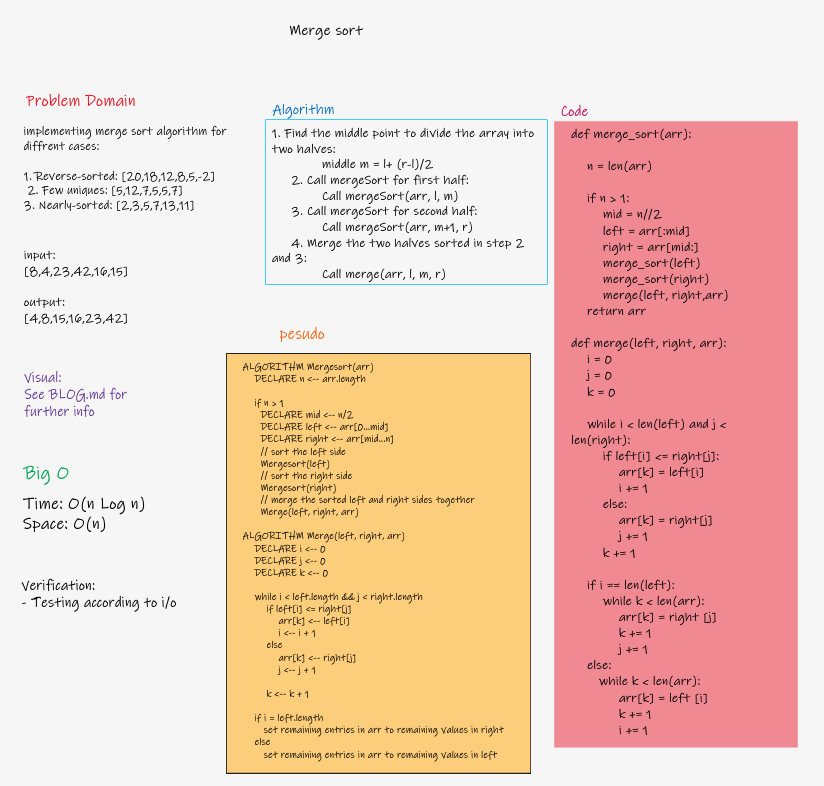 Merge sort
Problem Domain
implementing merge sort algorithm for
diffrent cases:
1. Reverse-sorted: [20,18,12,8,5,-2]
2. Few uniques: [5,12,7,5,5,7]
3. Nearly-sorted: [2,3,5,7,13,11]
input:
[8,4,23,42,16,15]
output:
[4,8,15,16,23,42]
Visual:
See BLOG.md for
further info
Big O
Time: O(n Log n)
Space: O(n)
Verification:
- Testing according to i/o
Algorithm
1. Find the middle point to divide the array into
two halves:
middle m = l+ (r-l)/2
2. Call mergeSort for first half:
Call mergeSort(arr, l, m)
3. Call mergeSort for second half:
Call mergeSort(arr, m+1, r)
4. Merge the two halves sorted in step 2
and 3:
Call merge(arr, l, m, r)
pesudo
ALGORITHM Mergesort(arr)
DECLARE n <-- arr.length
if n > 1
DECLARE mid <-- n/2
DECLARE left <-- arr[0...mid]
DECLARE right <-- arr[mid...n]
// sort the left side
Mergesort(left)
// sort the right side
Mergesort(right)
// merge the sorted left and right sides together
Merge(left, right, arr)
ALGORITHM Merge(left, right, arr)
DECLARE i <-- 0
DECLARE j <-- 0
DECLARE k <-- 0
while i < left.length && j < right.length
if left[i] <= right[j]
arr[k] <-- left[i]
i <-- i + 1
else
arr[k] <-- right[j]
j <-- j + 1
k <-- k + 1
if i = left.length
set remaining entries in arr to remaining values in right
else
set remaining entries in arr to remaining values in left
Code
def merge_sort(arr):
n = len(arr)
if n > 1:
mid = n//2
left = arr[:mid]
right = arr[mid:]
merge_sort(left)
merge_sort(right)
merge(left, right,arr)
return arr
def merge(left, right, arr):
i = 0
j = 0
k = 0
while i < len(left) and j <
len(right):
if left[i] <= right[j]:
arr[k] = left[i]
i += 1
else:
arr[k] = right[j]
j += 1
k += 1
if i == len(left):
while k < len(arr):
arr[k] = right [j]
k += 1
j += 1
else:
while k < len(arr):
arr[k] = left [i]
k += 1
i += 1